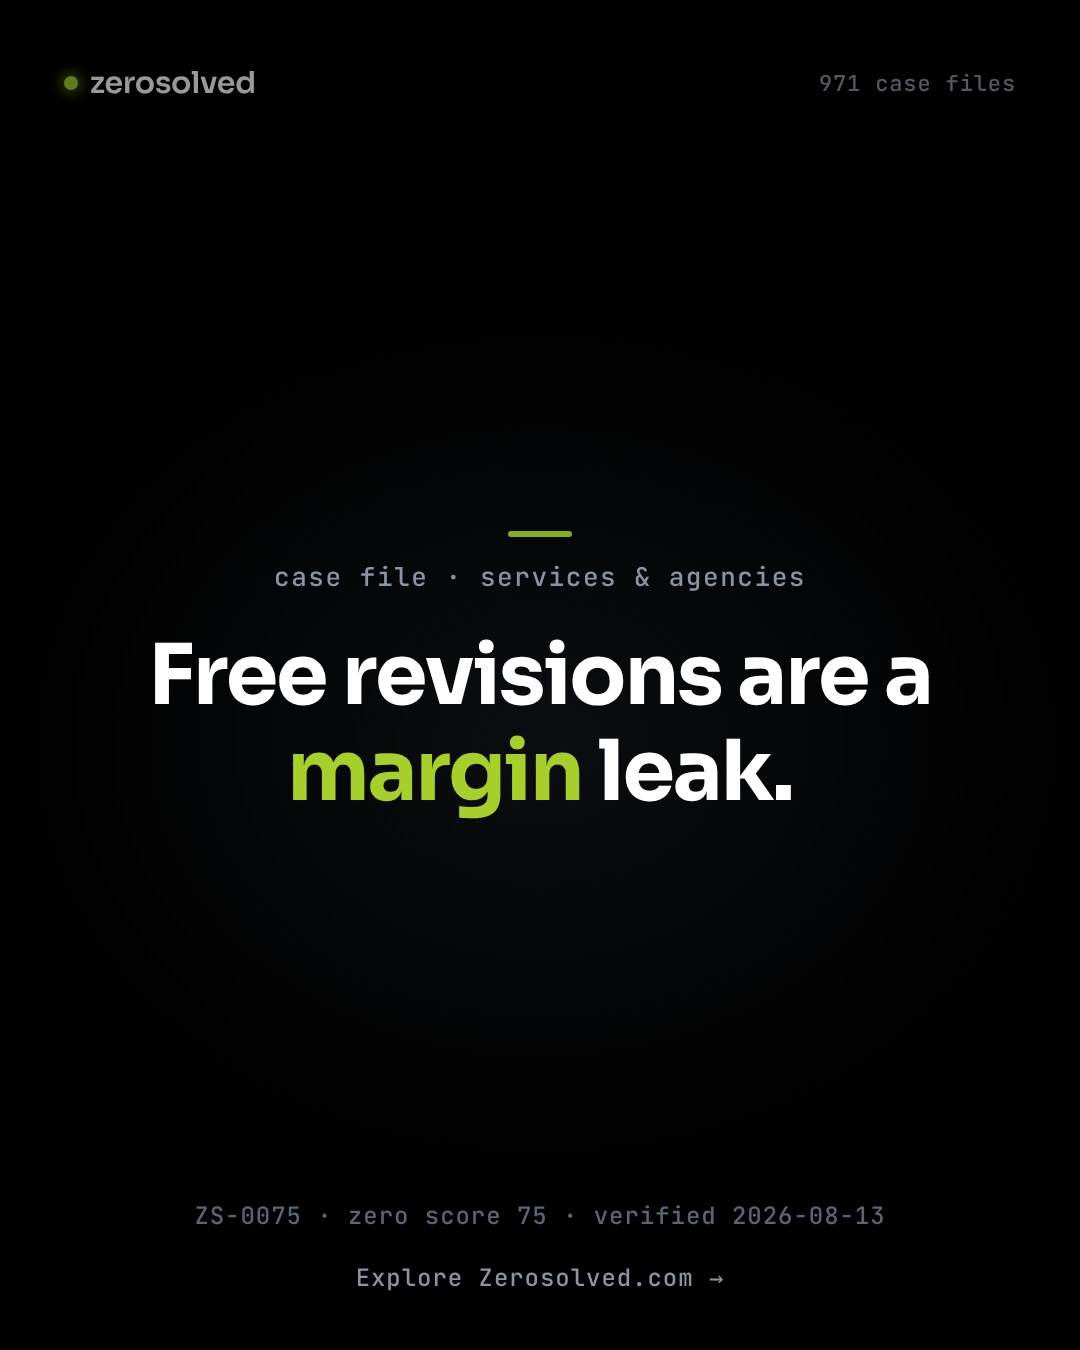 zerosolved
971 case files
case file · services & agencies
Free revisions are a
margin leak.
ZS-0075 · zero score 75 · verified 2026-08-13
Explore Zerosolved.com →